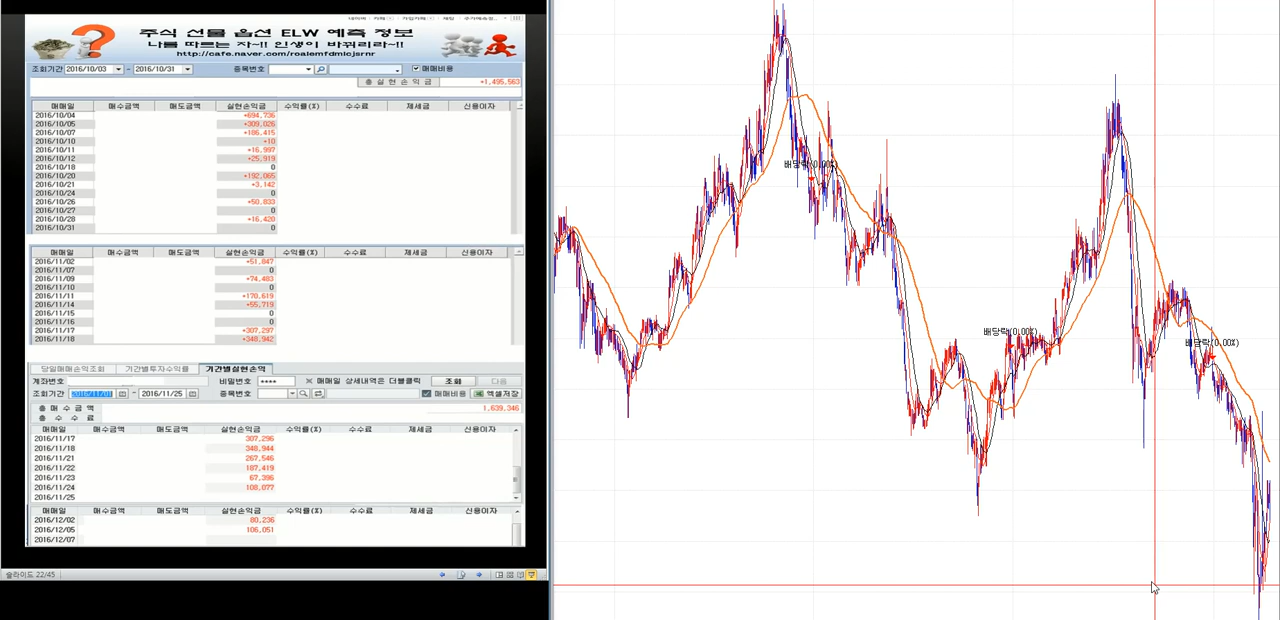 주식 선물 옵션 ELW 예측 정보
나를 따르는 자~!! 인생이 바뀌리라~!!
http://cafe.naver.com/roalemfdmlcjsrnr
조회기간 2016/10/03 ~ 2016/10/31 종목번호 매매비용
총 실현손익금 +1,495,563
매매일 매수금액 매도금액 실현손익금 수익률(%) 수수료 제세금 신용이자
2016/10/04 +694,736
2016/10/05 +309,026
2016/10/07 +186,415
2016/10/10 +10
2016/10/11 +16,997
2016/10/12 +25,919
2016/10/18 0
2016/10/20 +192,065
2016/10/21 +3,142
2016/10/24 0
2016/10/26 +50,833
2016/10/27 0
2016/10/28 +16,420
2016/10/31 0
매매일 매수금액 매도금액 실현손익금 수익률(%) 수수료 제세금 신용이자
2016/11/02 +51,847
2016/11/07 0
2016/11/09 +74,483
2016/11/10 0
2016/11/11 +170,619
2016/11/14 +55,719
2016/11/15 0
2016/11/16 0
2016/11/17 +307,297
2016/11/18 +348,942
당일매매손익조회 기간별투자수익률 기간별실현손익
계좌번호 비밀번호 **** ※ 매매일 상세내역은 더블클릭 조회 다음
조회기간 2016/11/01 ~ 2016/11/25 종목번호 매매비용 엑셀저장
총 매 수 금 액 1,639,346
총 수 수 료
매매일 매수금액 매도금액 실현손익금 수익률(%) 수수료 제세금 신용이자
2016/11/17 307,296
2016/11/18 348,944
2016/11/21 267,546
2016/11/22 187,419
2016/11/23 67,396
2016/11/24 108,077
2016/11/25
매매일 매수금액 매도금액 실현손익금 수익률(%) 수수료 제세금 신용이자
2016/12/02 80,236
2016/12/05 106,051
2016/12/07
슬라이드 22/45
배당락(0.00%)
배당락(0.00%)
배당락(0.00%)